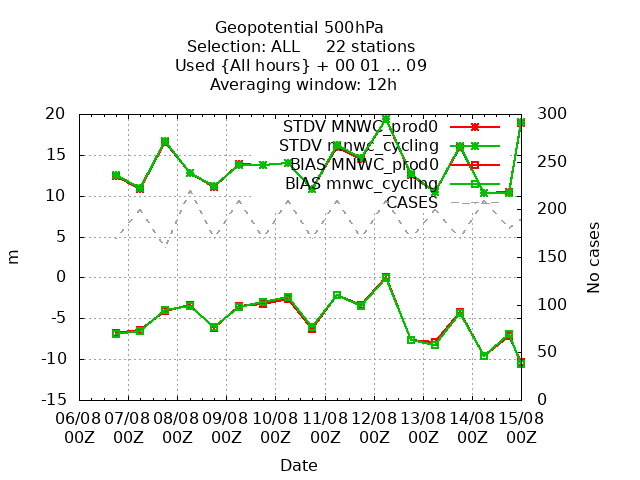 Geopotential 500hPa
Selection: ALL     22 stations
Used {All hours} + 00 01 ... 09
Averaging window: 12h
STDV MNWC_prod0
STDV mnwc_cycling
BIAS MNWC_prod0
BIAS mnwc_cycling
CASES
20
15
10
5
0
-5
-10
-15
m
300
250
200
150
100
50
0
No cases
06/08 07/08 08/08 09/08 10/08 11/08 12/08 13/08 14/08 15/08
00Z 00Z 00Z 00Z 00Z 00Z 00Z 00Z 00Z 00Z
Date